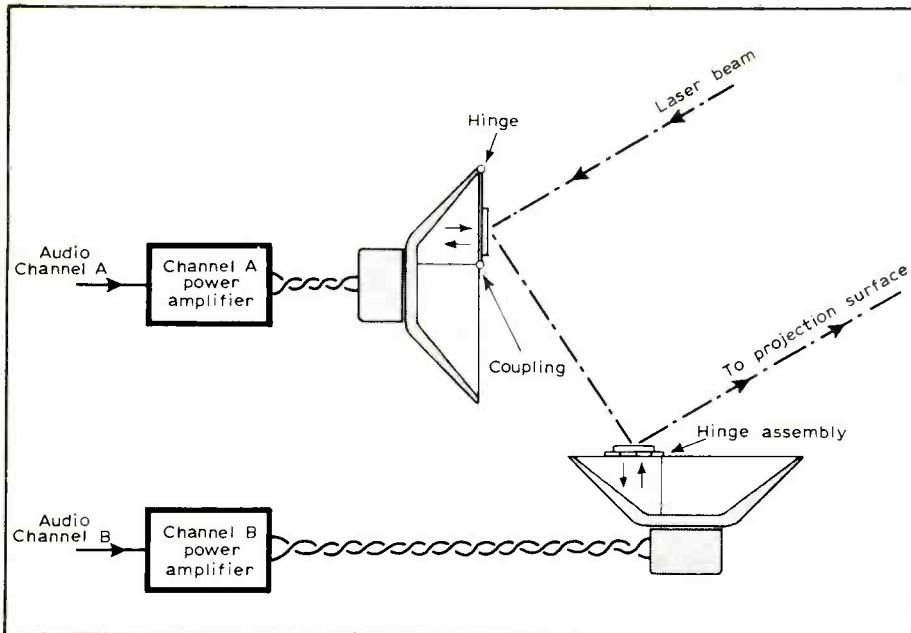 Laser beam
Hinge
Audio
Channel A
Channel A
power
amplifier
Coupling
To projection surface
Hinge assembly
Audio
Channel B
Channel B
power
amplifier